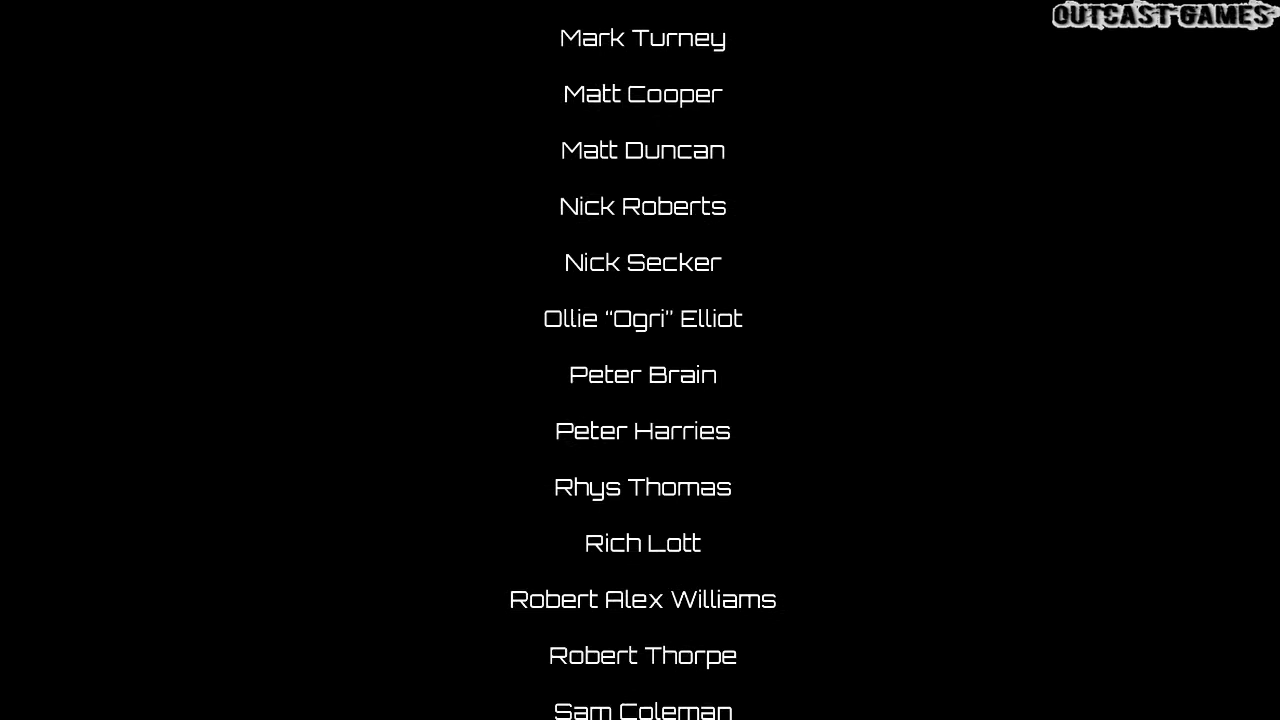 OUTCAST GAMES
Mark Turney
Matt Cooper
Matt Duncan
Nick Roberts
Nick Secker
Ollie “Ogri” Elliot
Peter Brain
Peter Harries
Rhys Thomas
Rich Lott
Robert Alex Williams
Robert Thorpe
Sam Coleman